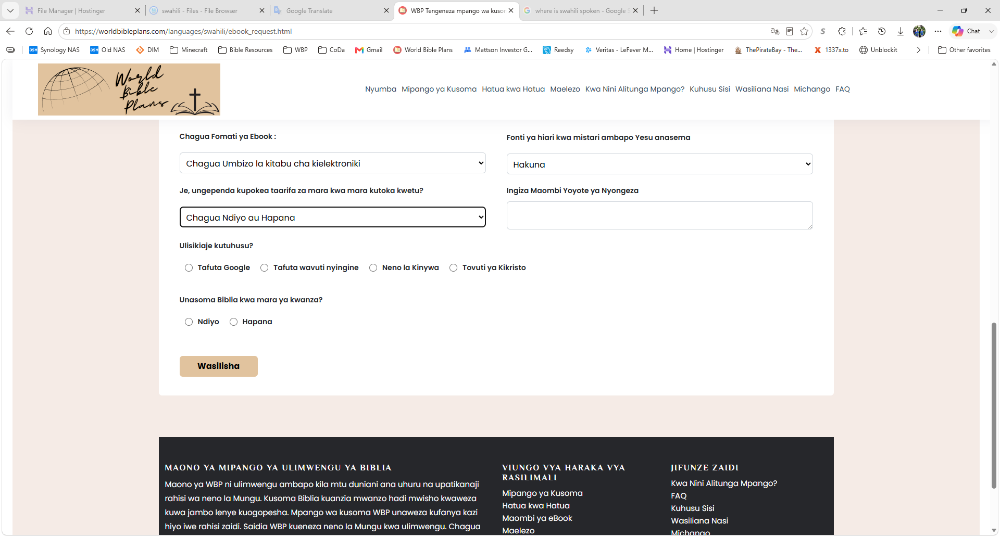 File Manager | Hostinger
swahili - Files - File Browser
Google Translate
WBP Tengeneza mpango wa kusor
where is swahili spoken - Google S
https://worldbibleplans.com/languages/swahili/ebook_request.html
Chat
Synology NAS
Old NAS
DIM
Minecraft
Bible Resources
WBP
CoDa
Gmail
World Bible Plans
Mattson Investor G...
Reedsy
Veritas - LeFever M...
Home | Hostinger
ThePirateBay - The...
1337x.to
Unblockit
Other favorites
World
Bible
Plans
Nyumba Mipango ya Kusoma Hatua kwa Hatua Maelezo Kwa Nini Alitunga Mpango? Kuhusu Sisi Wasiliana Nasi Michango FAQ
Chagua Fomati ya Ebook :
Chagua Umbizo la kitabu cha kielektroniki
Fonti ya hiari kwa mistari ambapo Yesu anasema
Hakuna
Je, ungependa kupokea taarifa za mara kwa mara kutoka kwetu?
Chagua Ndiyo au Hapana
Ingiza Maombi Yoyote ya Nyongeza
Ulisikiaje kutuhusu?
Tafuta Google Tafuta wavuti nyingine Neno la Kinywa Tovuti ya Kikristo
Unasoma Biblia kwa mara ya kwanza?
Ndiyo Hapana
Wasilisha
MAONO YA MIPANGO YA ULIMWENGU YA BIBLIA
Maono ya WBP ni ulimwengu ambapo kila mtu duniani ana uhuru na upatikanaji
rahisi wa neno la Mungu. Kusoma Biblia kuanzia mwanzo hadi mwisho kwaweza
kuwa jambo lenye kuogopesha. Mpango wa kusoma WBP unaweza kufanya kazi
hiyo iwe rahisi zaidi. Saidia WBP kueneza neno la Mungu kwa ulimwengu. Chagua
VIUNGO VYA HARAKA VYA
RASILIMALI
Mipango ya Kusoma
Hatua kwa Hatua
Maombi ya eBook
Maelezo
JIFUNZE ZAIDI
Kwa Nini Alitunga Mpango?
FAQ
Kuhusu Sisi
Wasiliana Nasi
Michango